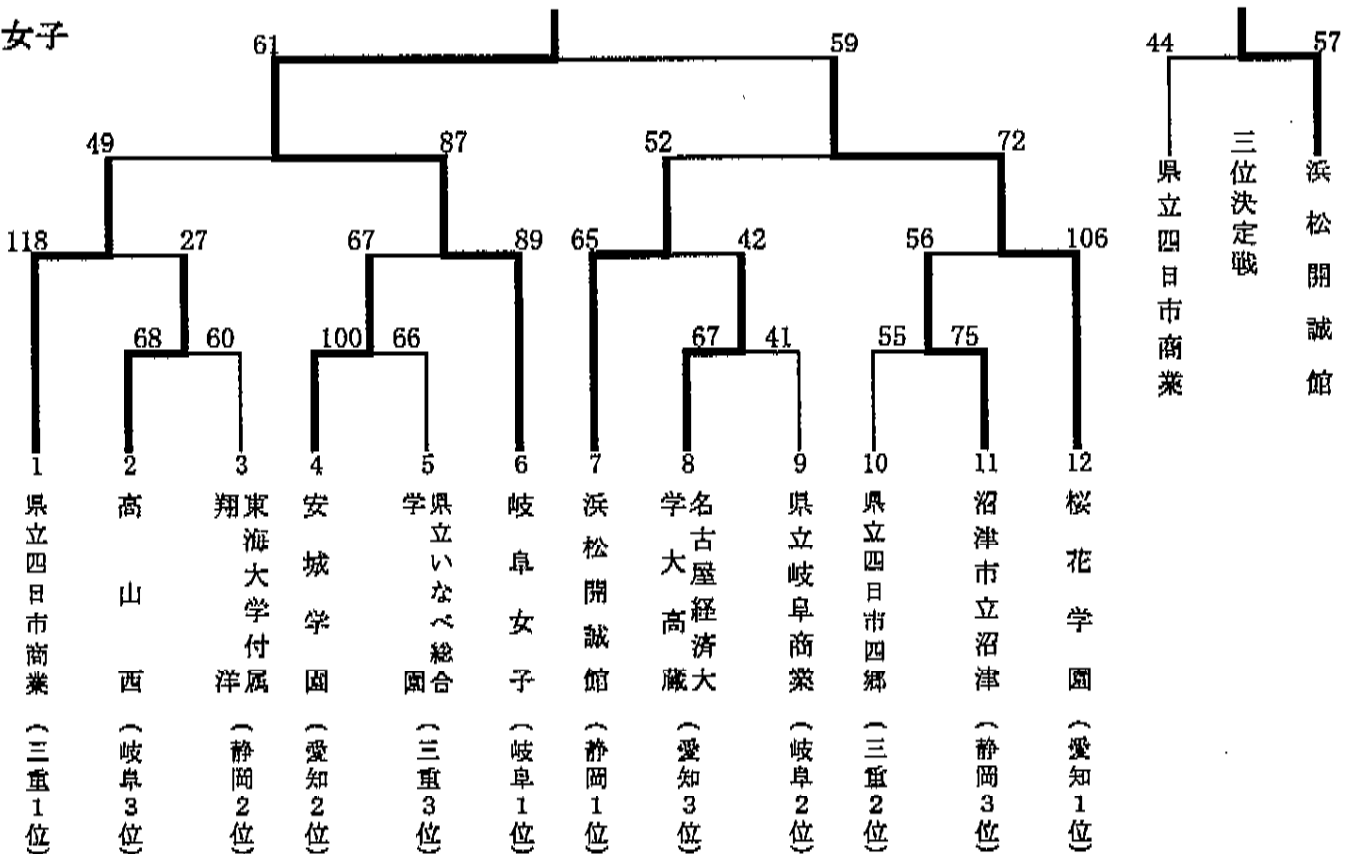 女子
61 59
44 57
49 87 52 72
118 27 67 89 65 42 56 106
68 60 100 66 67 41 55 75
県立四日市商業
三位決定戦
浜松開誠館
1 2 3 4 5 6 7 8 9 10 11 12
県立四日市商業(三重1位)
高山西(岐阜3位)
東海大学付属
翔洋(静岡2位)
安城学園(愛知2位)
県立いなべ総合
学園(三重3位)
岐阜女子(岐阜1位)
浜松開誠館(静岡1位)
名古屋経済大
学大高蔵(愛知3位)
県立岐阜商業(岐阜2位)
県立四日市四郷(三重2位)
沼津市立沼津(静岡3位)
桜花学園(愛知1位)